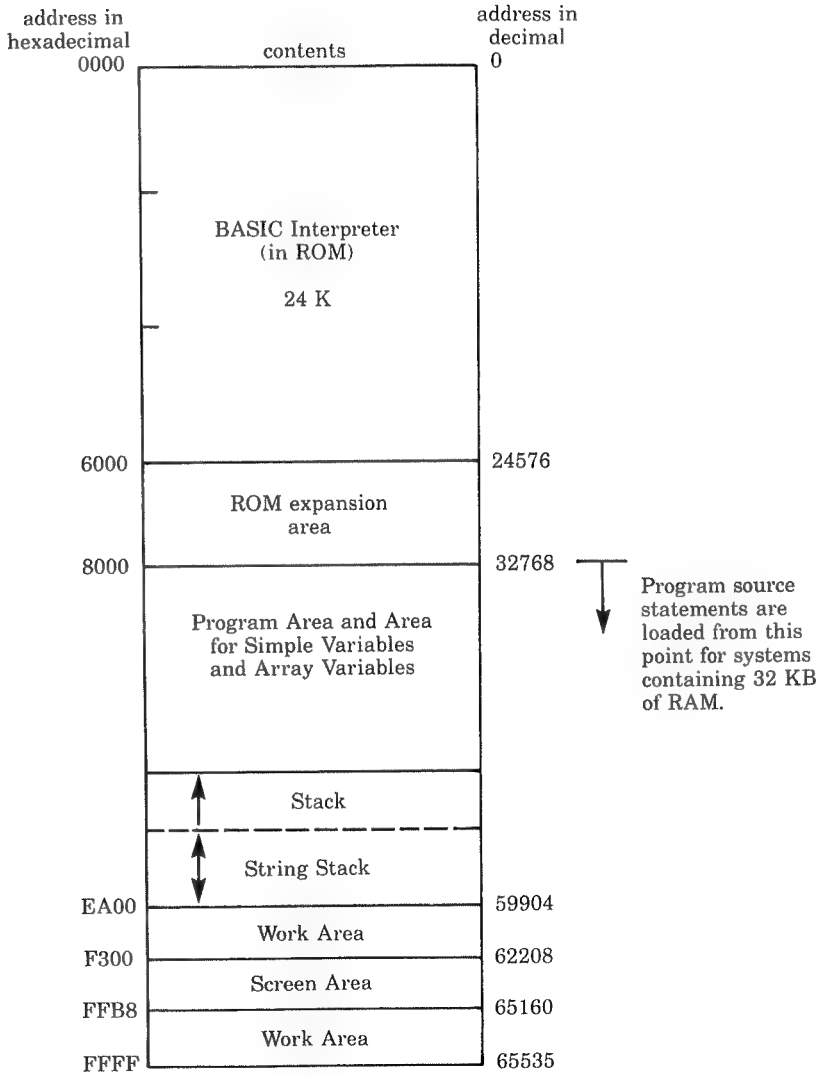 address in
hexadecimal
contents
address in
decimal
0000
0
BASIC Interpreter
(in ROM)
24 K
6000
24576
ROM expansion
area
8000
32768
Program source
statements are
loaded from this
point for systems
containing 32 KB
of RAM.
Program Area and Area
for Simple Variables
and Array Variables
Stack
String Stack
EA00
59904
Work Area
F300
62208
Screen Area
FFB8
65160
Work Area
FFFF
65535